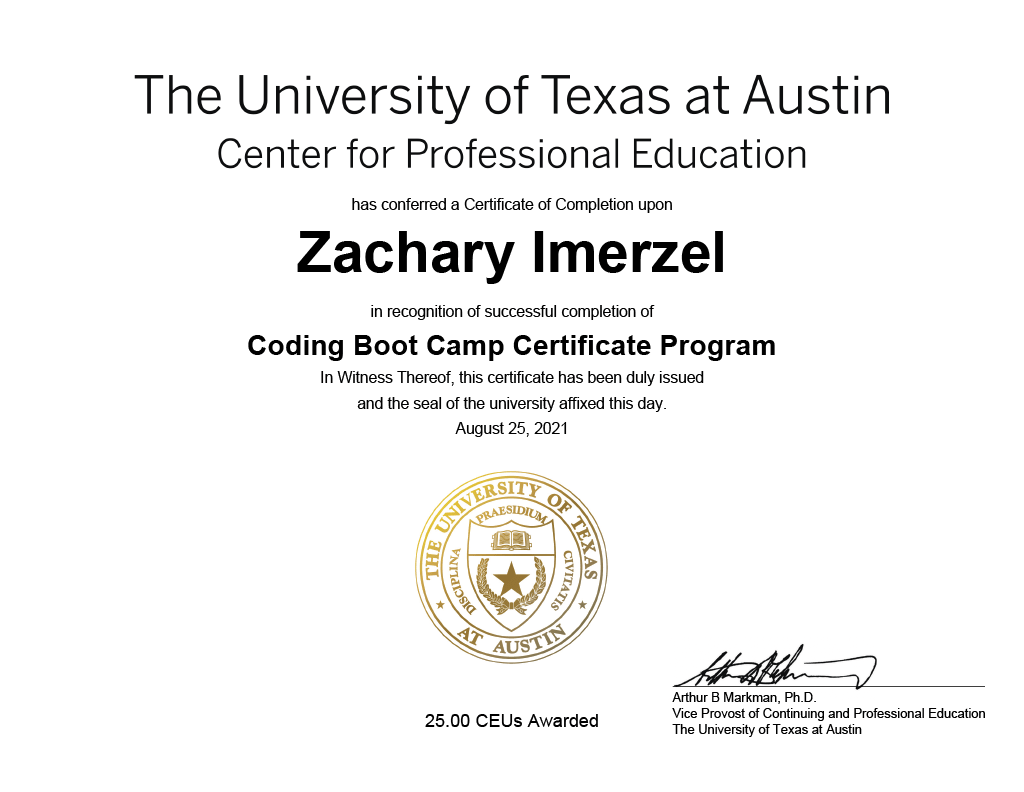 The University of Texas at Austin
Center for Professional Education
has conferred a Certificate of Completion upon
Zachary Imerzel
in recognition of successful completion of
Coding Boot Camp Certificate Program
In Witness Thereof, this certificate has been duly issued
and the seal of the university affixed this day.
August 25, 2021
THE UNIVERSITY OF TEXAS
AT AUSTIN
PRAESIDIUM
DISCIPLINA
CIVITATIS
25.00 CEUs Awarded
Arthur B Markman, Ph.D.
Vice Provost of Continuing and Professional Education
The University of Texas at Austin